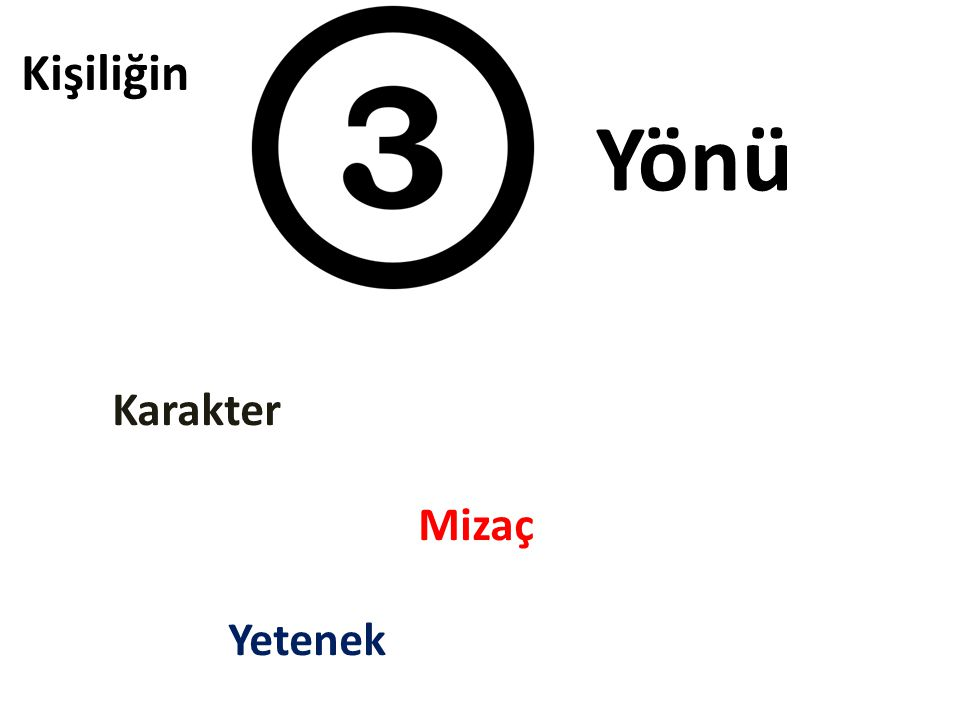 Kişiliğin
3
Yönü
Karakter
Mizaç
Yetenek